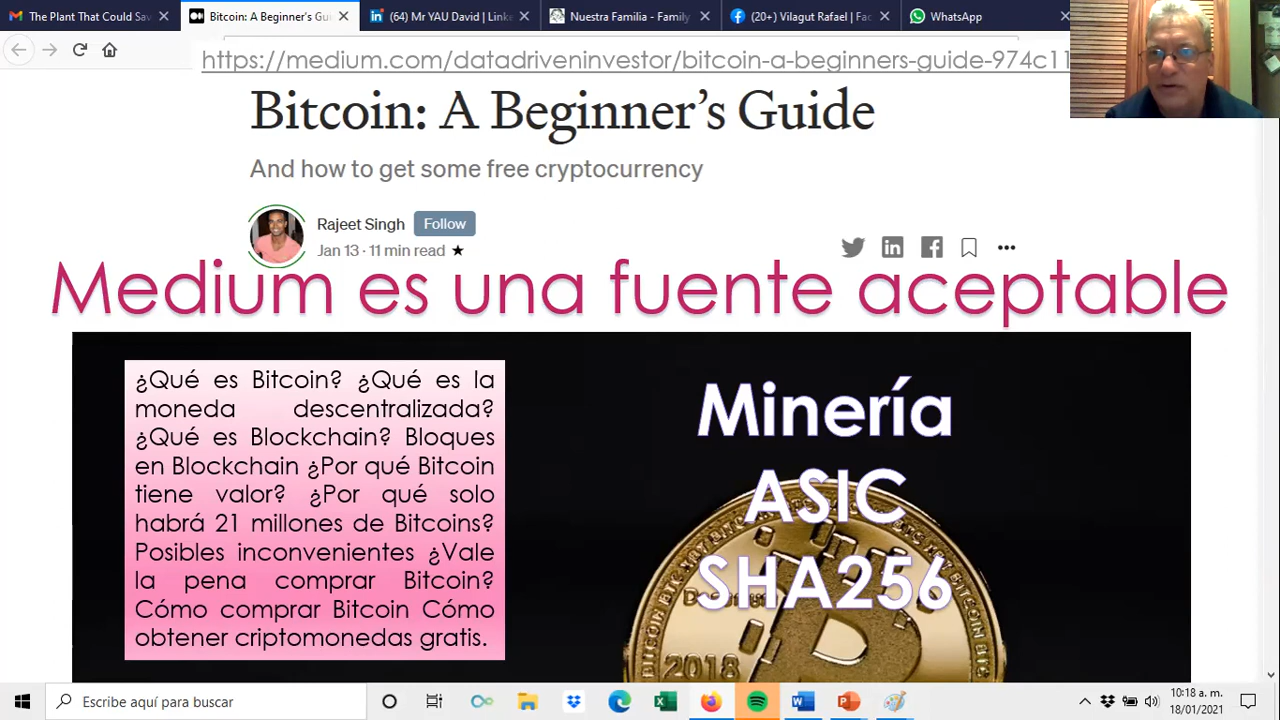 The Plant That Could Sav
Bitcoin: A Beginner's Gui
(64) Mr YAU David | Linke
Nuestra Familia - Family
(20+) Vilagut Rafael | Fac
WhatsApp
https://medium.com/datadriveninvestor/bitcoin-a-beginners-guide-974c11
Bitcoin: A Beginner's Guide
And how to get some free cryptocurrency
Rajeet Singh Follow
Jan 13 · 11 min read ★
Medium es una fuente aceptable
¿Qué es Bitcoin? ¿Qué es la
moneda descentralizada?
¿Qué es Blockchain? Bloques
en Blockchain ¿Por qué Bitcoin
tiene valor? ¿Por qué solo
habrá 21 millones de Bitcoins?
Posibles inconvenientes ¿Vale
la pena comprar Bitcoin?
Cómo comprar Bitcoin Cómo
obtener criptomonedas gratis.
Minería
ASIC
SHA256
2018
Escribe aquí para buscar
10:18 a. m.
18/01/2021